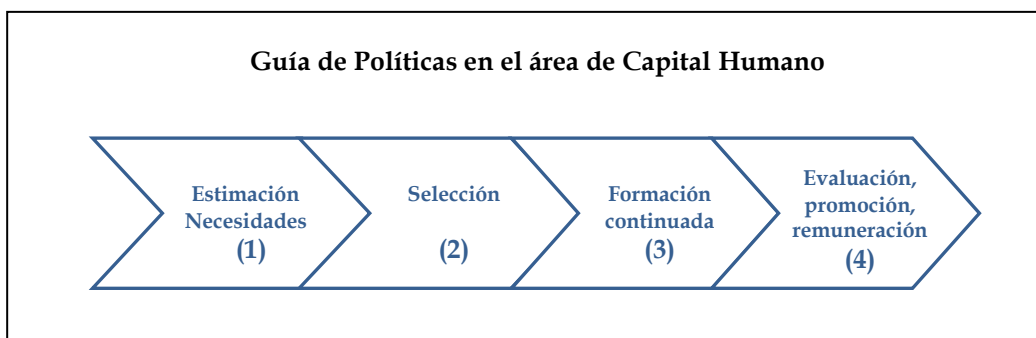 Guía de Políticas en el área de Capital Humano
Estimación
Necesidades
(1)
Selección
(2)
Formación
continuada
(3)
Evaluación,
promoción,
remuneración
(4)